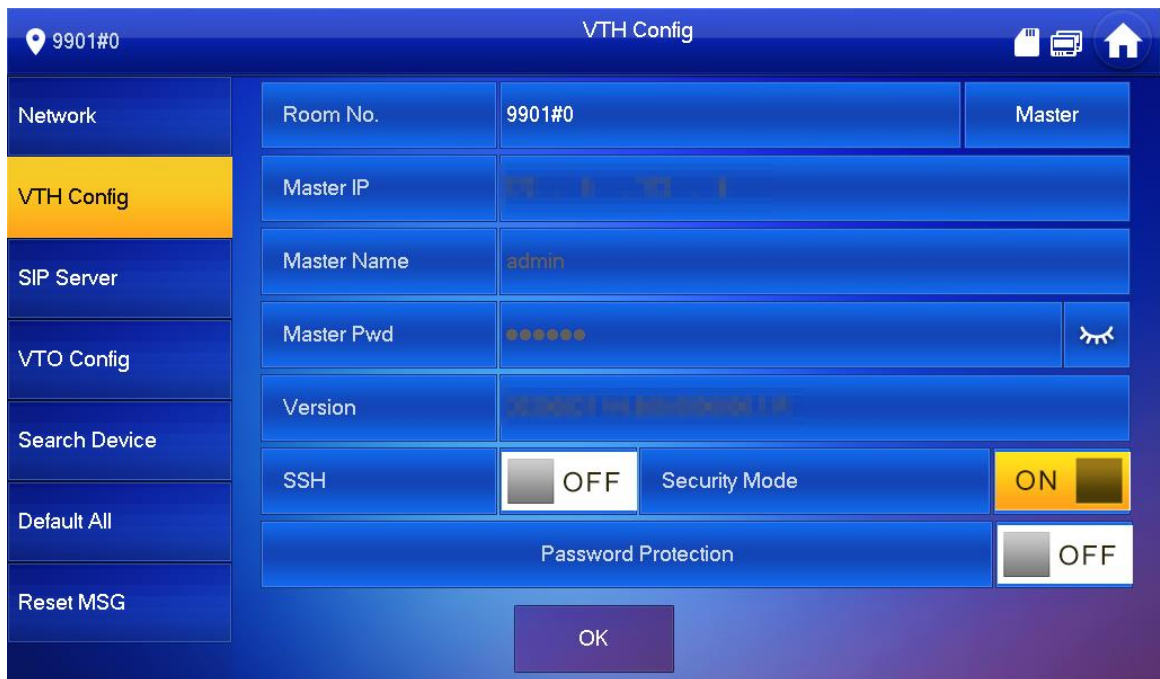 9901#0
VTH Config
Network
VTH Config
SIP Server
VTO Config
Search Device
Default All
Reset MSG
Room No.
9901#0
Master
Master IP
Master Name
admin
Master Pwd
Version
SSH
OFF
Security Mode
ON
Password Protection
OFF
OK